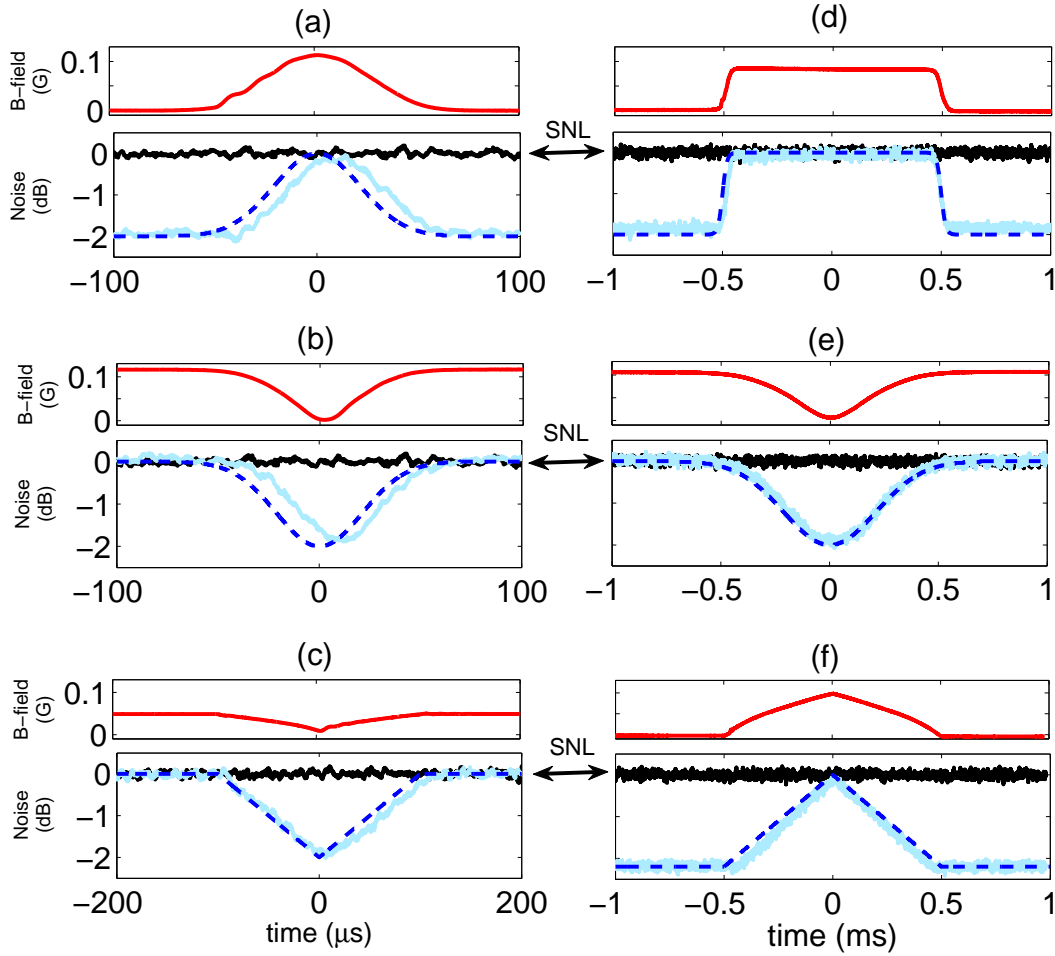 (a)
B−field
(G)
0.1
0
Noise
(dB)
0
−1
−2
−100
0
100
(d)
SNL
−1
−0.5
0
0.5
1
(b)
B−field
(G)
0.1
0
Noise
(dB)
0
−1
−2
−100
0
100
(e)
SNL
−1
−0.5
0
0.5
1
(c)
B−field
(G)
0.1
0
Noise
(dB)
0
−1
−2
−200
0
200
time (μs)
(f)
SNL
−1
−0.5
0
0.5
1
time (ms)